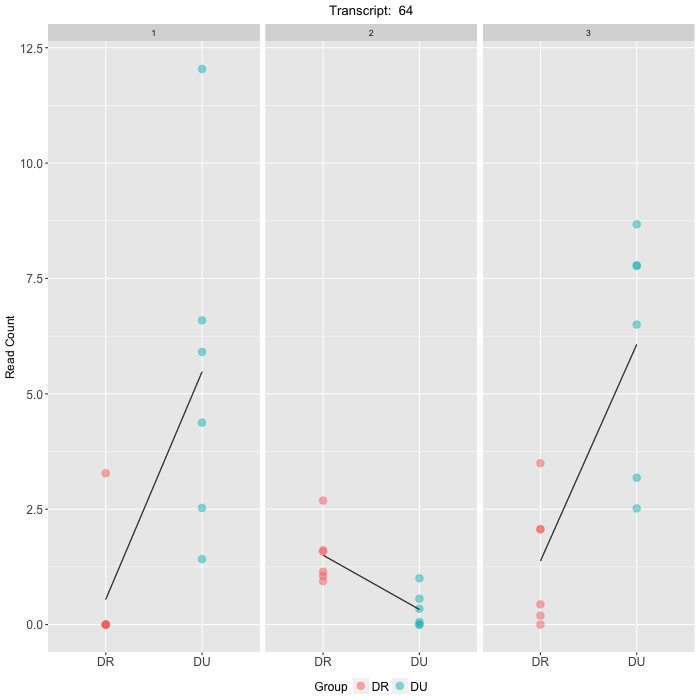 Transcript: 64
1 2 3
Read Count
12.5
10.0
7.5
5.0
2.5
0.0
DR DU DR DU DR DU
Group DR DU